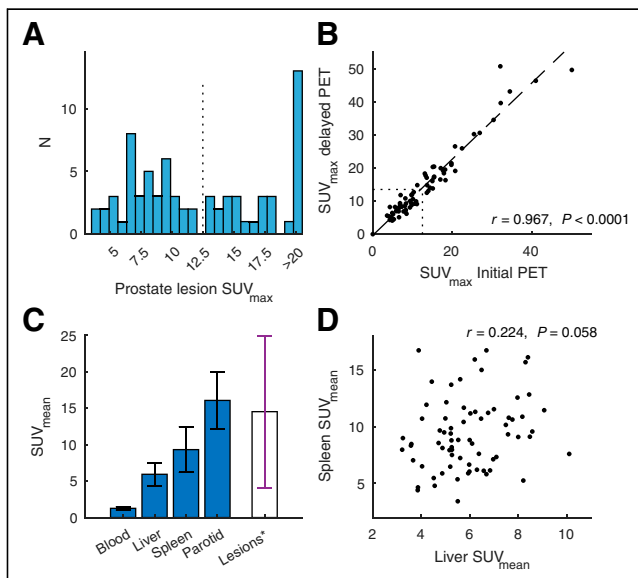 A
N
10
5
0
5
7.5
10
12.5
15
17.5
>20
Prostate lesion SUVmax
B
SUVmax delayed PET
50
40
30
20
10
0
0
20
40
60
r = 0.967, P < 0.0001
SUVmax Initial PET
C
SUVmean
25
20
15
10
5
0
Blood
Liver
Spleen
Parotid
Lesions*
D
r = 0.224, P = 0.058
Spleen SUVmean
15
10
5
2
4
6
8
10
Liver SUVmean